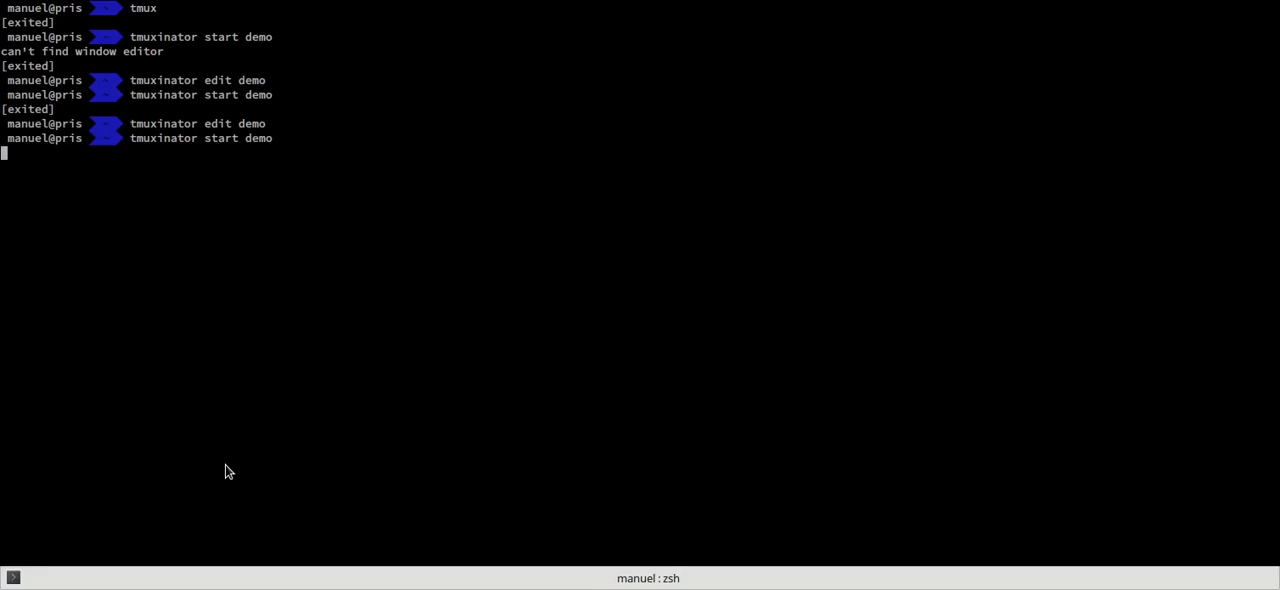 manuel@pris ~ tmux
[exited]
manuel@pris ~ tmuxinator start demo
can't find window editor
[exited]
manuel@pris ~ tmuxinator edit demo
manuel@pris ~ tmuxinator start demo
[exited]
manuel@pris ~ tmuxinator edit demo
manuel@pris ~ tmuxinator start demo
manuel : zsh